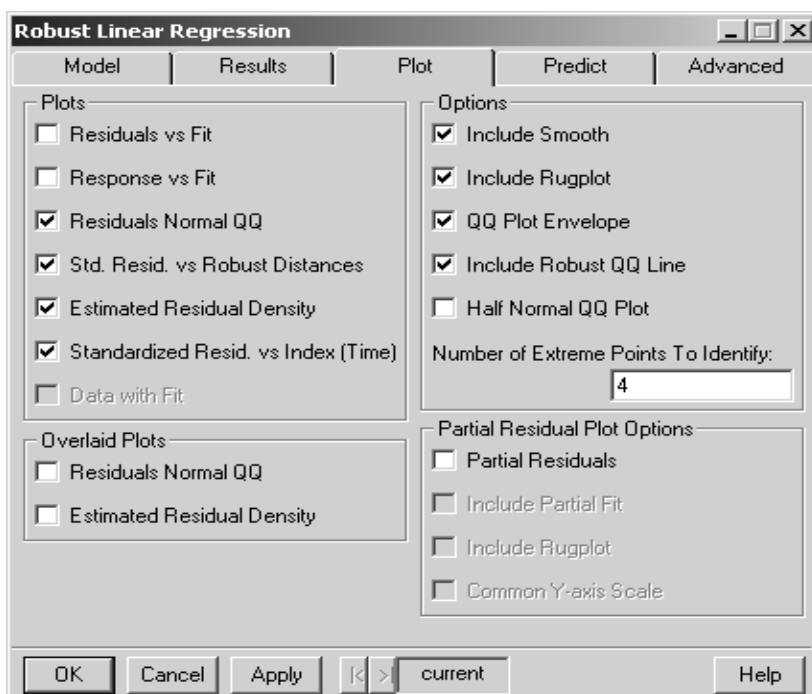 Robust Linear Regression
Model Results Plot Predict Advanced
Plots
Residuals vs Fit
Response vs Fit
Residuals Normal QQ
Std. Resid. vs Robust Distances
Estimated Residual Density
Standardized Resid. vs Index (Time)
Data with Fit
Overlaid Plots
Residuals Normal QQ
Estimated Residual Density
Options
Include Smooth
Include Rugplot
QQ Plot Envelope
Include Robust QQ Line
Half Normal QQ Plot
Number of Extreme Points To Identify:
4
Partial Residual Plot Options
Partial Residuals
Include Partial Fit
Include Rugplot
Common Y-axis Scale
OK Cancel Apply |< >| current Help